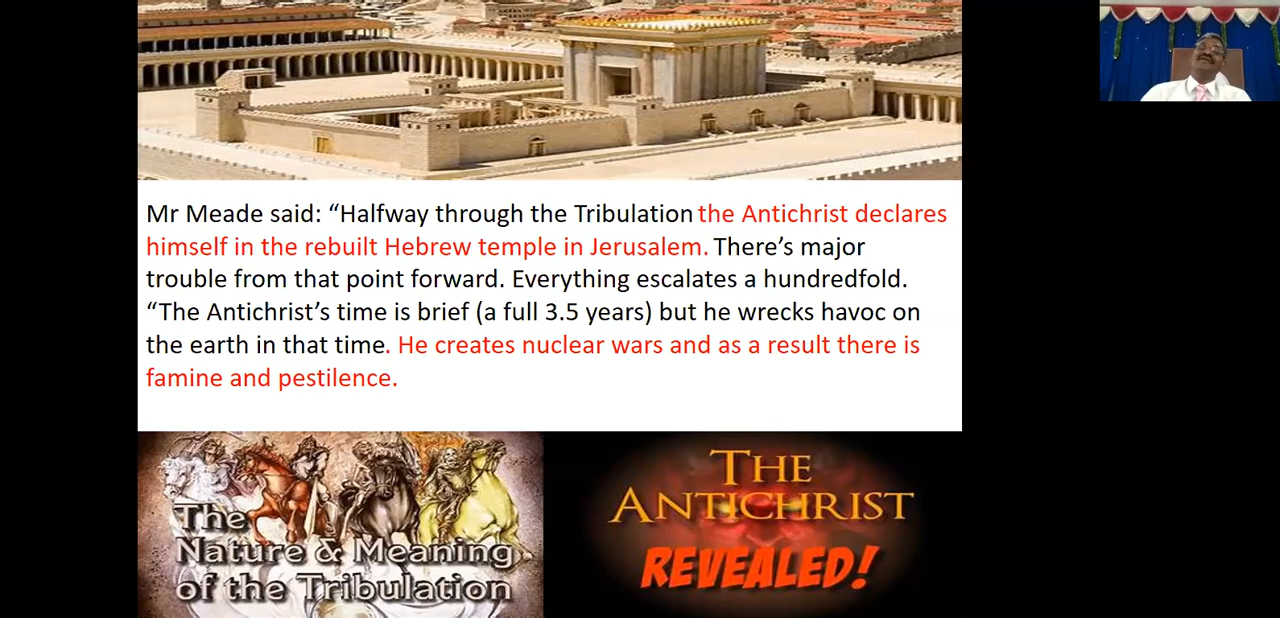 Mr Meade said: “Halfway through the Tribulation the Antichrist declares
himself in the rebuilt Hebrew temple in Jerusalem. There’s major
trouble from that point forward. Everything escalates a hundredfold.
“The Antichrist’s time is brief (a full 3.5 years) but he wrecks havoc on
the earth in that time. He creates nuclear wars and as a result there is
famine and pestilence.
The
Nature & Meaning
of the Tribulation
THE
ANTICHRIST
REVEALED!